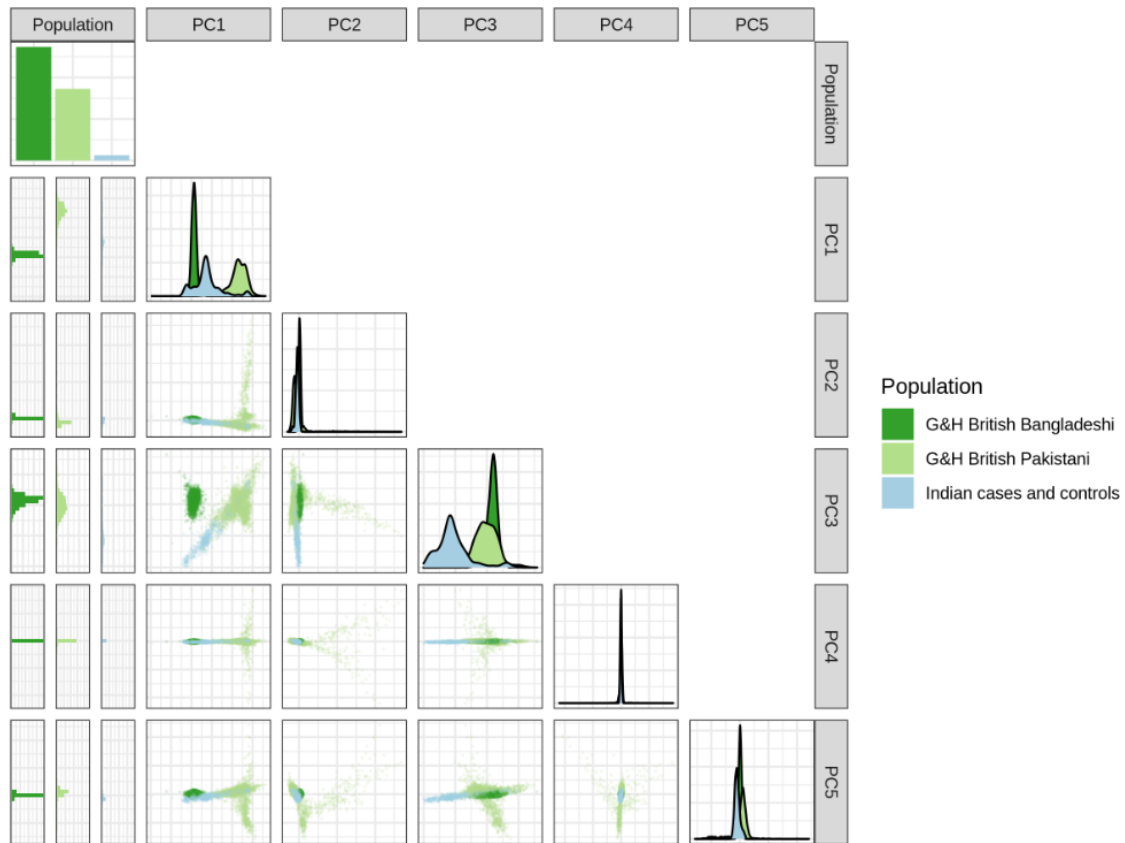 Population PC1 PC2 PC3 PC4 PC5
Population
PC1
PC2
PC3
PC4
PC5
Population
G&H British Bangladeshi
G&H British Pakistani
Indian cases and controls